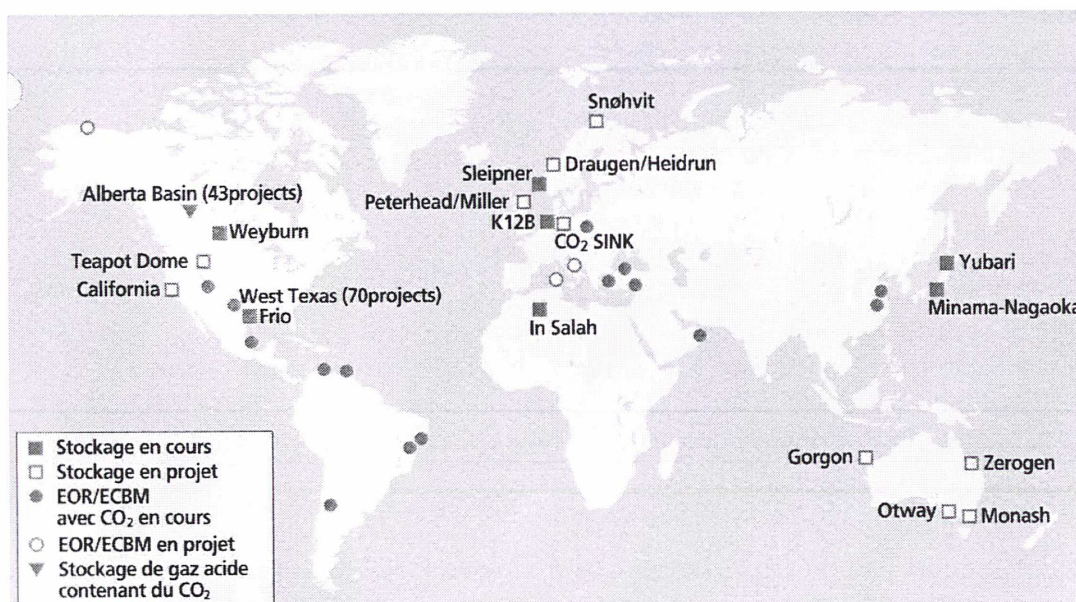 Snøhvit
Draugen/Heidrun
Sleipner
Alberta Basin (43projects)
Peterhead/Miller
Weyburn
K12B
CO₂ SINK
Teapot Dome
Yubari
California
West Texas (70projects)
Minama-Nagaoka
Frio
In Salah
Stockage en cours
Gorgon
Zerogen
Stockage en projet
EOR/ECBM
avec CO₂ en cours
Otway
Monash
EOR/ECBM en projet
Stockage de gaz acide
contenant du CO₂